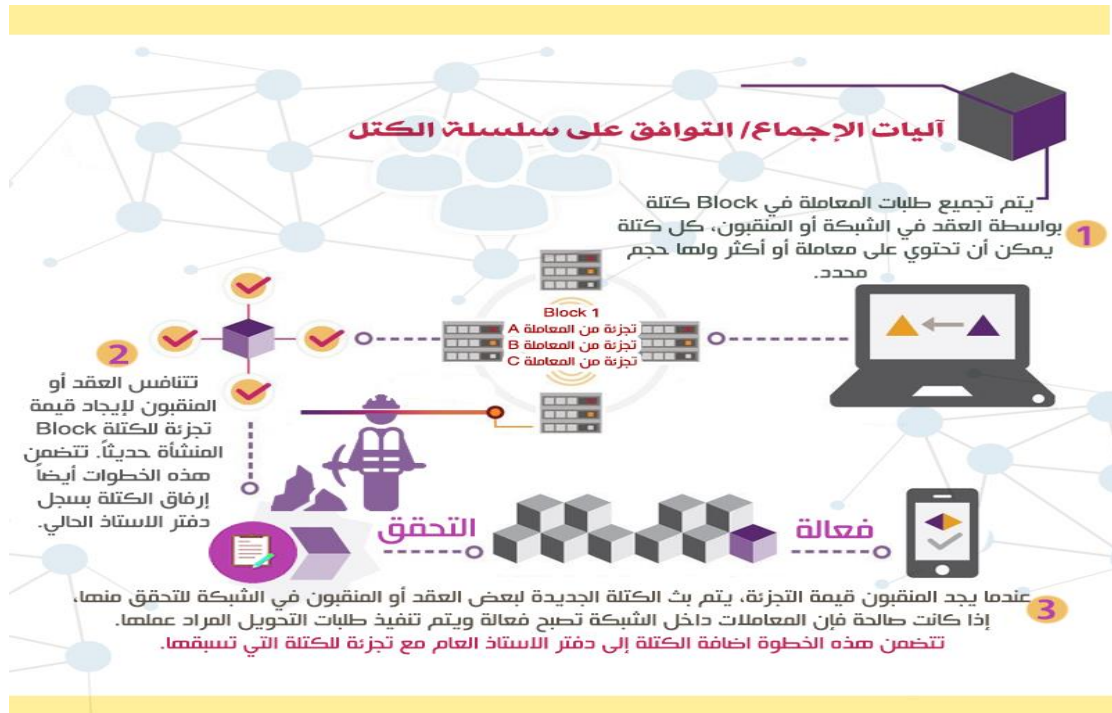 آليات الإجماع/ التوافق على سلسلة الكتل
يتم تجميع طلبات المعاملة في Block كتلة
بواسطة العقد في الشبكة أو المنقبون، كل كتلة
يمكن أن تحتوي على معاملة أو أكثر ولها حجم
محدد.
1
Block 1
تجزئة من المعاملة A
تجزئة من المعاملة B
تجزئة من المعاملة C
2
تتنافس العقد أو
المنقبون لإيجاد قيمة
تجزئة للكتلة Block
المنشأة حديثاً. تتضمن
هذه الخطوات أيضاً
إرفاق الكتلة بسجل
دفتر الاستاذ الحالي.
فعالة
التحقق
3
عندما يجد المنقبون قيمة التجزئة، يتم بث الكتلة الجديدة لبعض العقد أو المنقبون في الشبكة للتحقق منها،
إذا كانت صالحة فإن المعاملات داخل الشبكة تصبح فعالة ويتم تنفيذ طلبات التحويل المراد عملها.
تتضمن هذه الخطوة اضافة الكتلة إلى دفتر الاستاذ العام مع تجزئة للكتلة التي تسبقها.